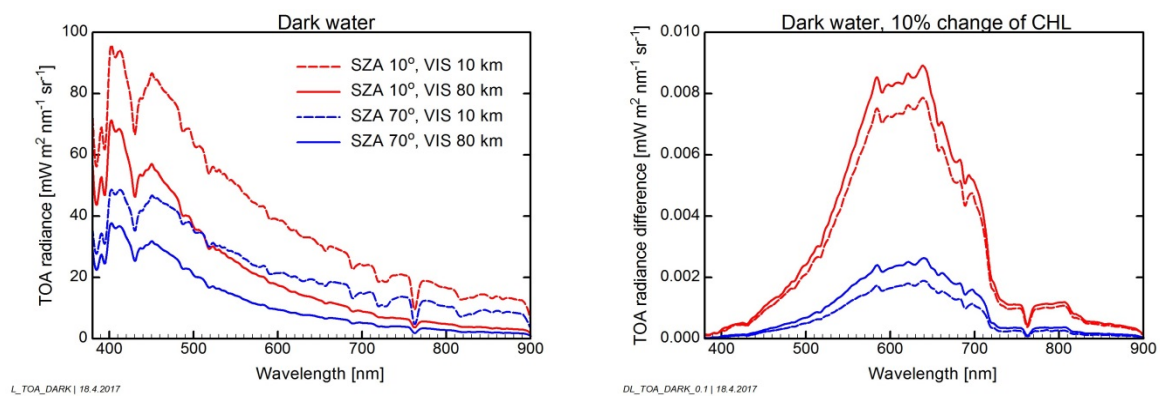 Dark water
TOA radiance [mW m² nm⁻¹ sr⁻¹]
100
80
60
40
20
0
SZA 10°, VIS 10 km
SZA 10°, VIS 80 km
SZA 70°, VIS 10 km
SZA 70°, VIS 80 km
400 500 600 700 800 900
Wavelength [nm]
L_TOA_DARK | 18.4.2017
Dark water, 10% change of CHL
TOA radiance difference [mW m² nm⁻¹ sr⁻¹]
0.010
0.008
0.006
0.004
0.002
0.000
400 500 600 700 800 900
Wavelength [nm]
DL_TOA_DARK_0.1 | 18.4.2017